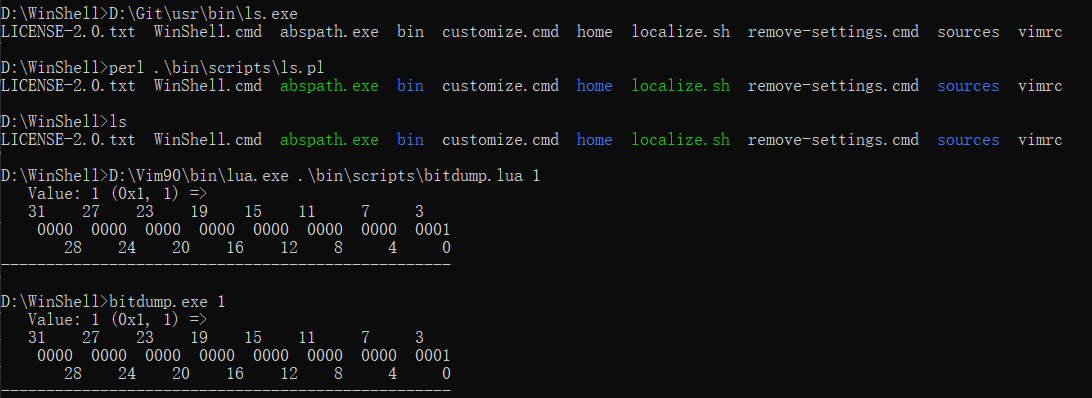 D:\WinShell>D:\Git\usr\bin\ls.exe
LICENSE-2.0.txt  WinShell.cmd  abspath.exe  bin  customize.cmd  home  localize.sh  remove-settings.cmd  sources  vimrc
D:\WinShell>perl .\bin\scripts\ls.pl
LICENSE-2.0.txt  WinShell.cmd  abspath.exe  bin  customize.cmd  home  localize.sh  remove-settings.cmd  sources  vimrc
D:\WinShell>ls
LICENSE-2.0.txt  WinShell.cmd  abspath.exe  bin  customize.cmd  home  localize.sh  remove-settings.cmd  sources  vimrc
D:\WinShell>D:\Vim90\bin\lua.exe .\bin\scripts\bitdump.lua 1
   Value: 1 (0x1, 1) =>
   31    27    23    19    15    11     7     3
    0000  0000  0000  0000  0000  0000  0000  0001
       28    24    20    16    12    8     4     0
--------------------------------------------------
D:\WinShell>bitdump.exe 1
   Value: 1 (0x1, 1) =>
   31    27    23    19    15    11     7     3
    0000  0000  0000  0000  0000  0000  0000  0001
       28    24    20    16    12    8     4     0
--------------------------------------------------